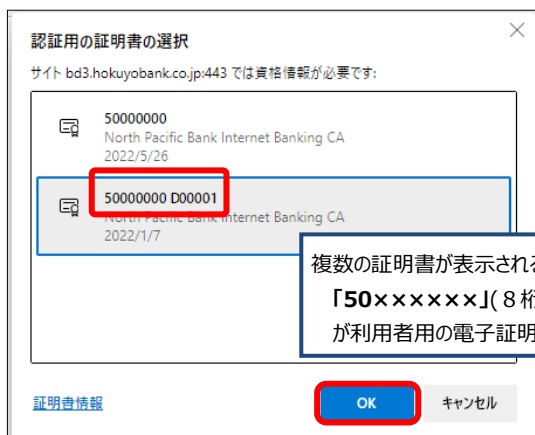 認証用の証明書の選択
サイト bd3.hokuyobank.co.jp:443 では資格情報が必要です:
50000000
North Pacific Bank Internet Banking CA
2022/5/26
50000000 D00001
North Pacific Bank Internet Banking CA
2022/1/7
複数の証明書が表示される
「50××××××」(８桁
が利用者用の電子証明
証明書情報
OK
キャンセル